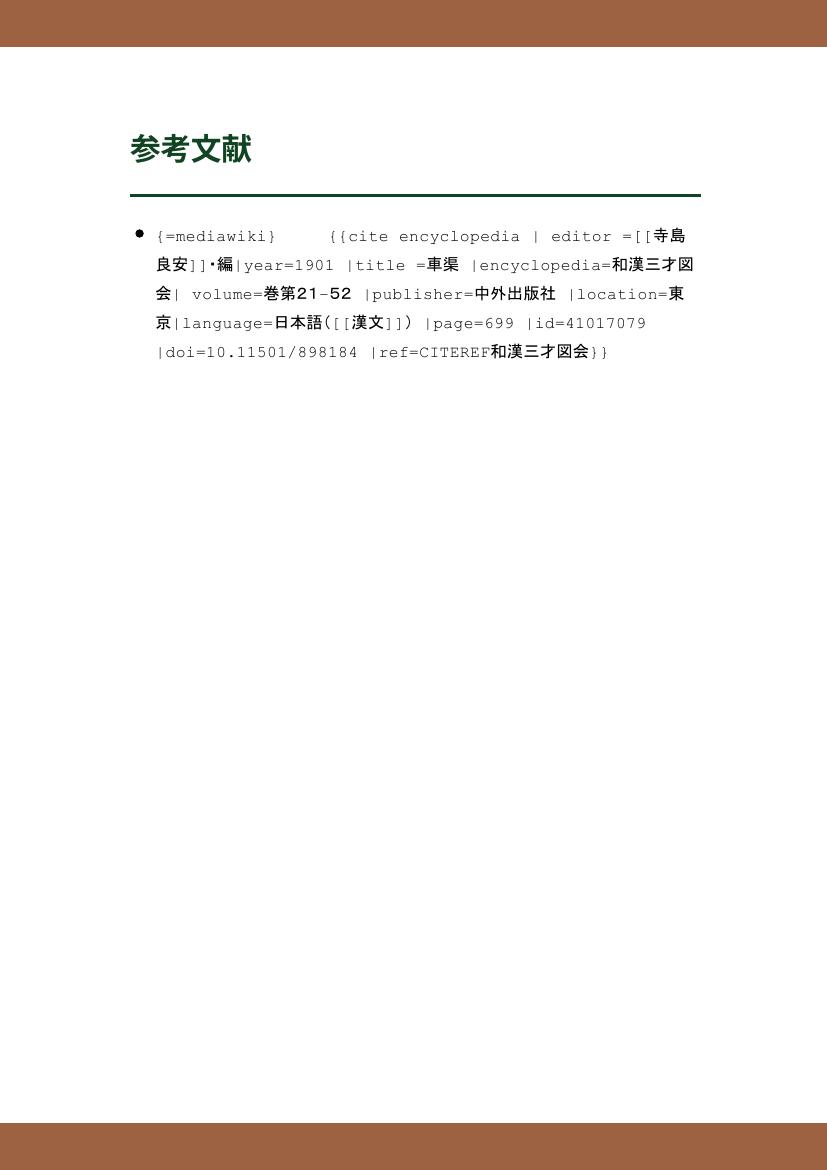 参考文献
• {=mediawiki} {{cite encyclopedia | editor =[[寺島
良安]]・編|year=1901 |title =車渠 |encyclopedia=和漢三才図
会| volume=巻第21-52 |publisher=中外出版社 |location=東
京|language=日本語([[漢文]]) |page=699 |id=41017079
|doi=10.11501/898184 |ref=CITEREF和漢三才図会}}